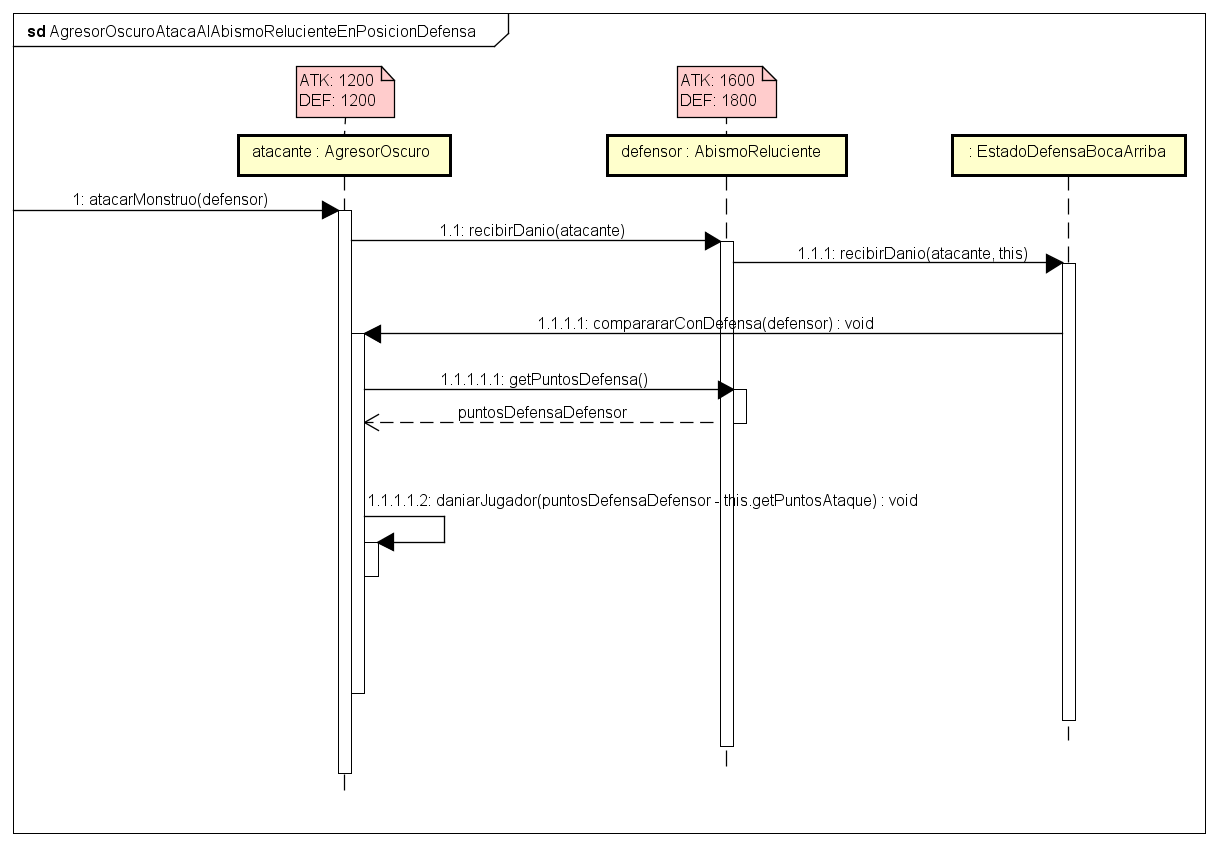 sd AgresorOscuroAtacaAlAbismoRelucienteEnPosicionDefensa
ATK: 1200
DEF: 1200
ATK: 1600
DEF: 1800
atacante : AgresorOscuro
defensor : AbismoReluciente
: EstadoDefensaBocaArriba
1: atacarMonstruo(defensor)
1.1: recibirDanio(atacante)
1.1.1: recibirDanio(atacante, this)
1.1.1.1: comparararConDefensa(defensor) : void
1.1.1.1.1: getPuntosDefensa()
puntosDefensaDefensor
1.1.1.1.2: daniarJugador(puntosDefensaDefensor - this.getPuntosAtaque) : void